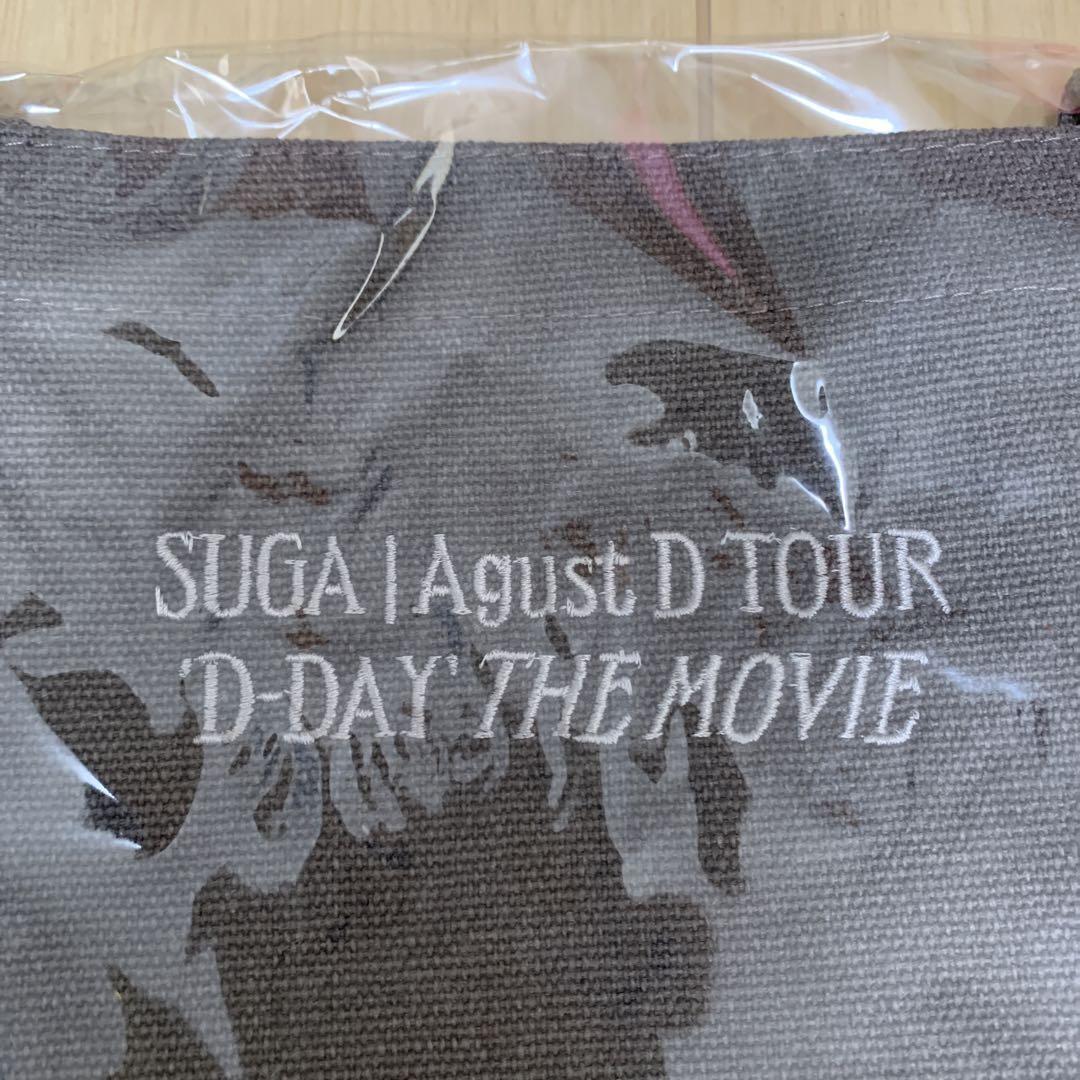 SUGA | Agust D TOUR
'D-DAY' THE MOVIE